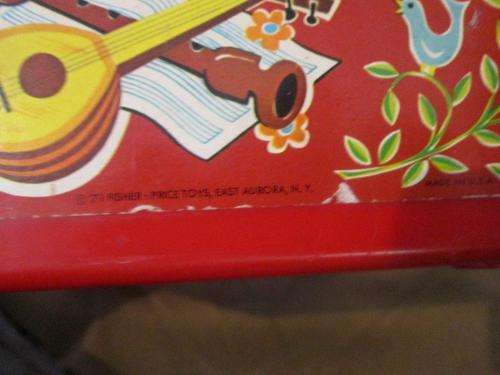 © '71 FISHER-PRICE TOYS, EAST AURORA, N.Y.
MADE IN U.S.A.